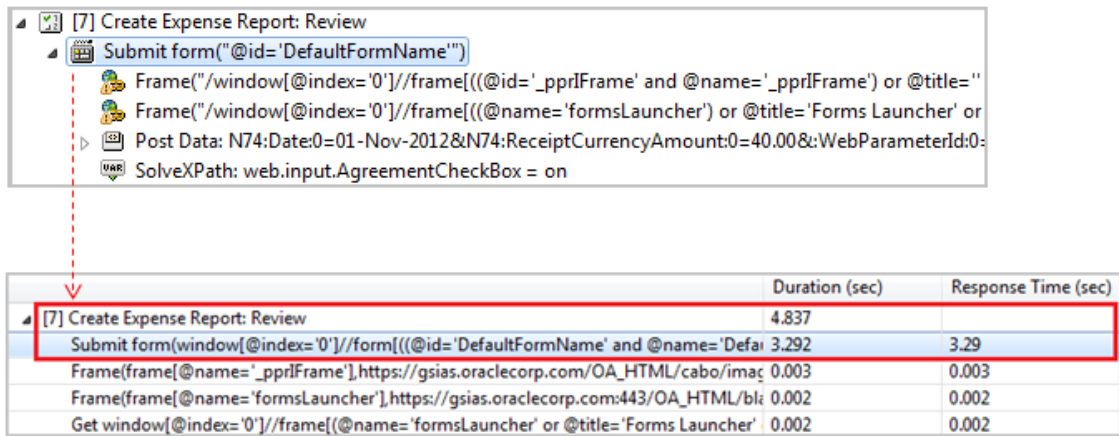 [7] Create Expense Report: Review
Submit form("@id='DefaultFormName'")
Frame("/window[@index='0']//frame[((@id='_pprIFrame' and @name='_pprIFrame') or @title=''
Frame("/window[@index='0']//frame[((@name='formsLauncher') or @title='Forms Launcher' or
Post Data: N74:Date:0=01-Nov-2012&N74:ReceiptCurrencyAmount:0=40.00&:WebParameterId:0=
VAR SolveXPath: web.input.AgreementCheckBox = on
Duration (sec) Response Time (sec)
[7] Create Expense Report: Review 4.837
Submit form(window[@index='0']//form[((@id='DefaultFormName' and @name='Defau 3.292 3.29
Frame(frame[@name='_pprIFrame'],https://gsias.oraclecorp.com/OA_HTML/cabo/imag 0.003 0.003
Frame(frame[@name='formsLauncher'],https://gsias.oraclecorp.com:443/OA_HTML/bla 0.002 0.002
Get window[@index='0']//frame[(@name='formsLauncher' or @title='Forms Launcher' 0.002 0.002